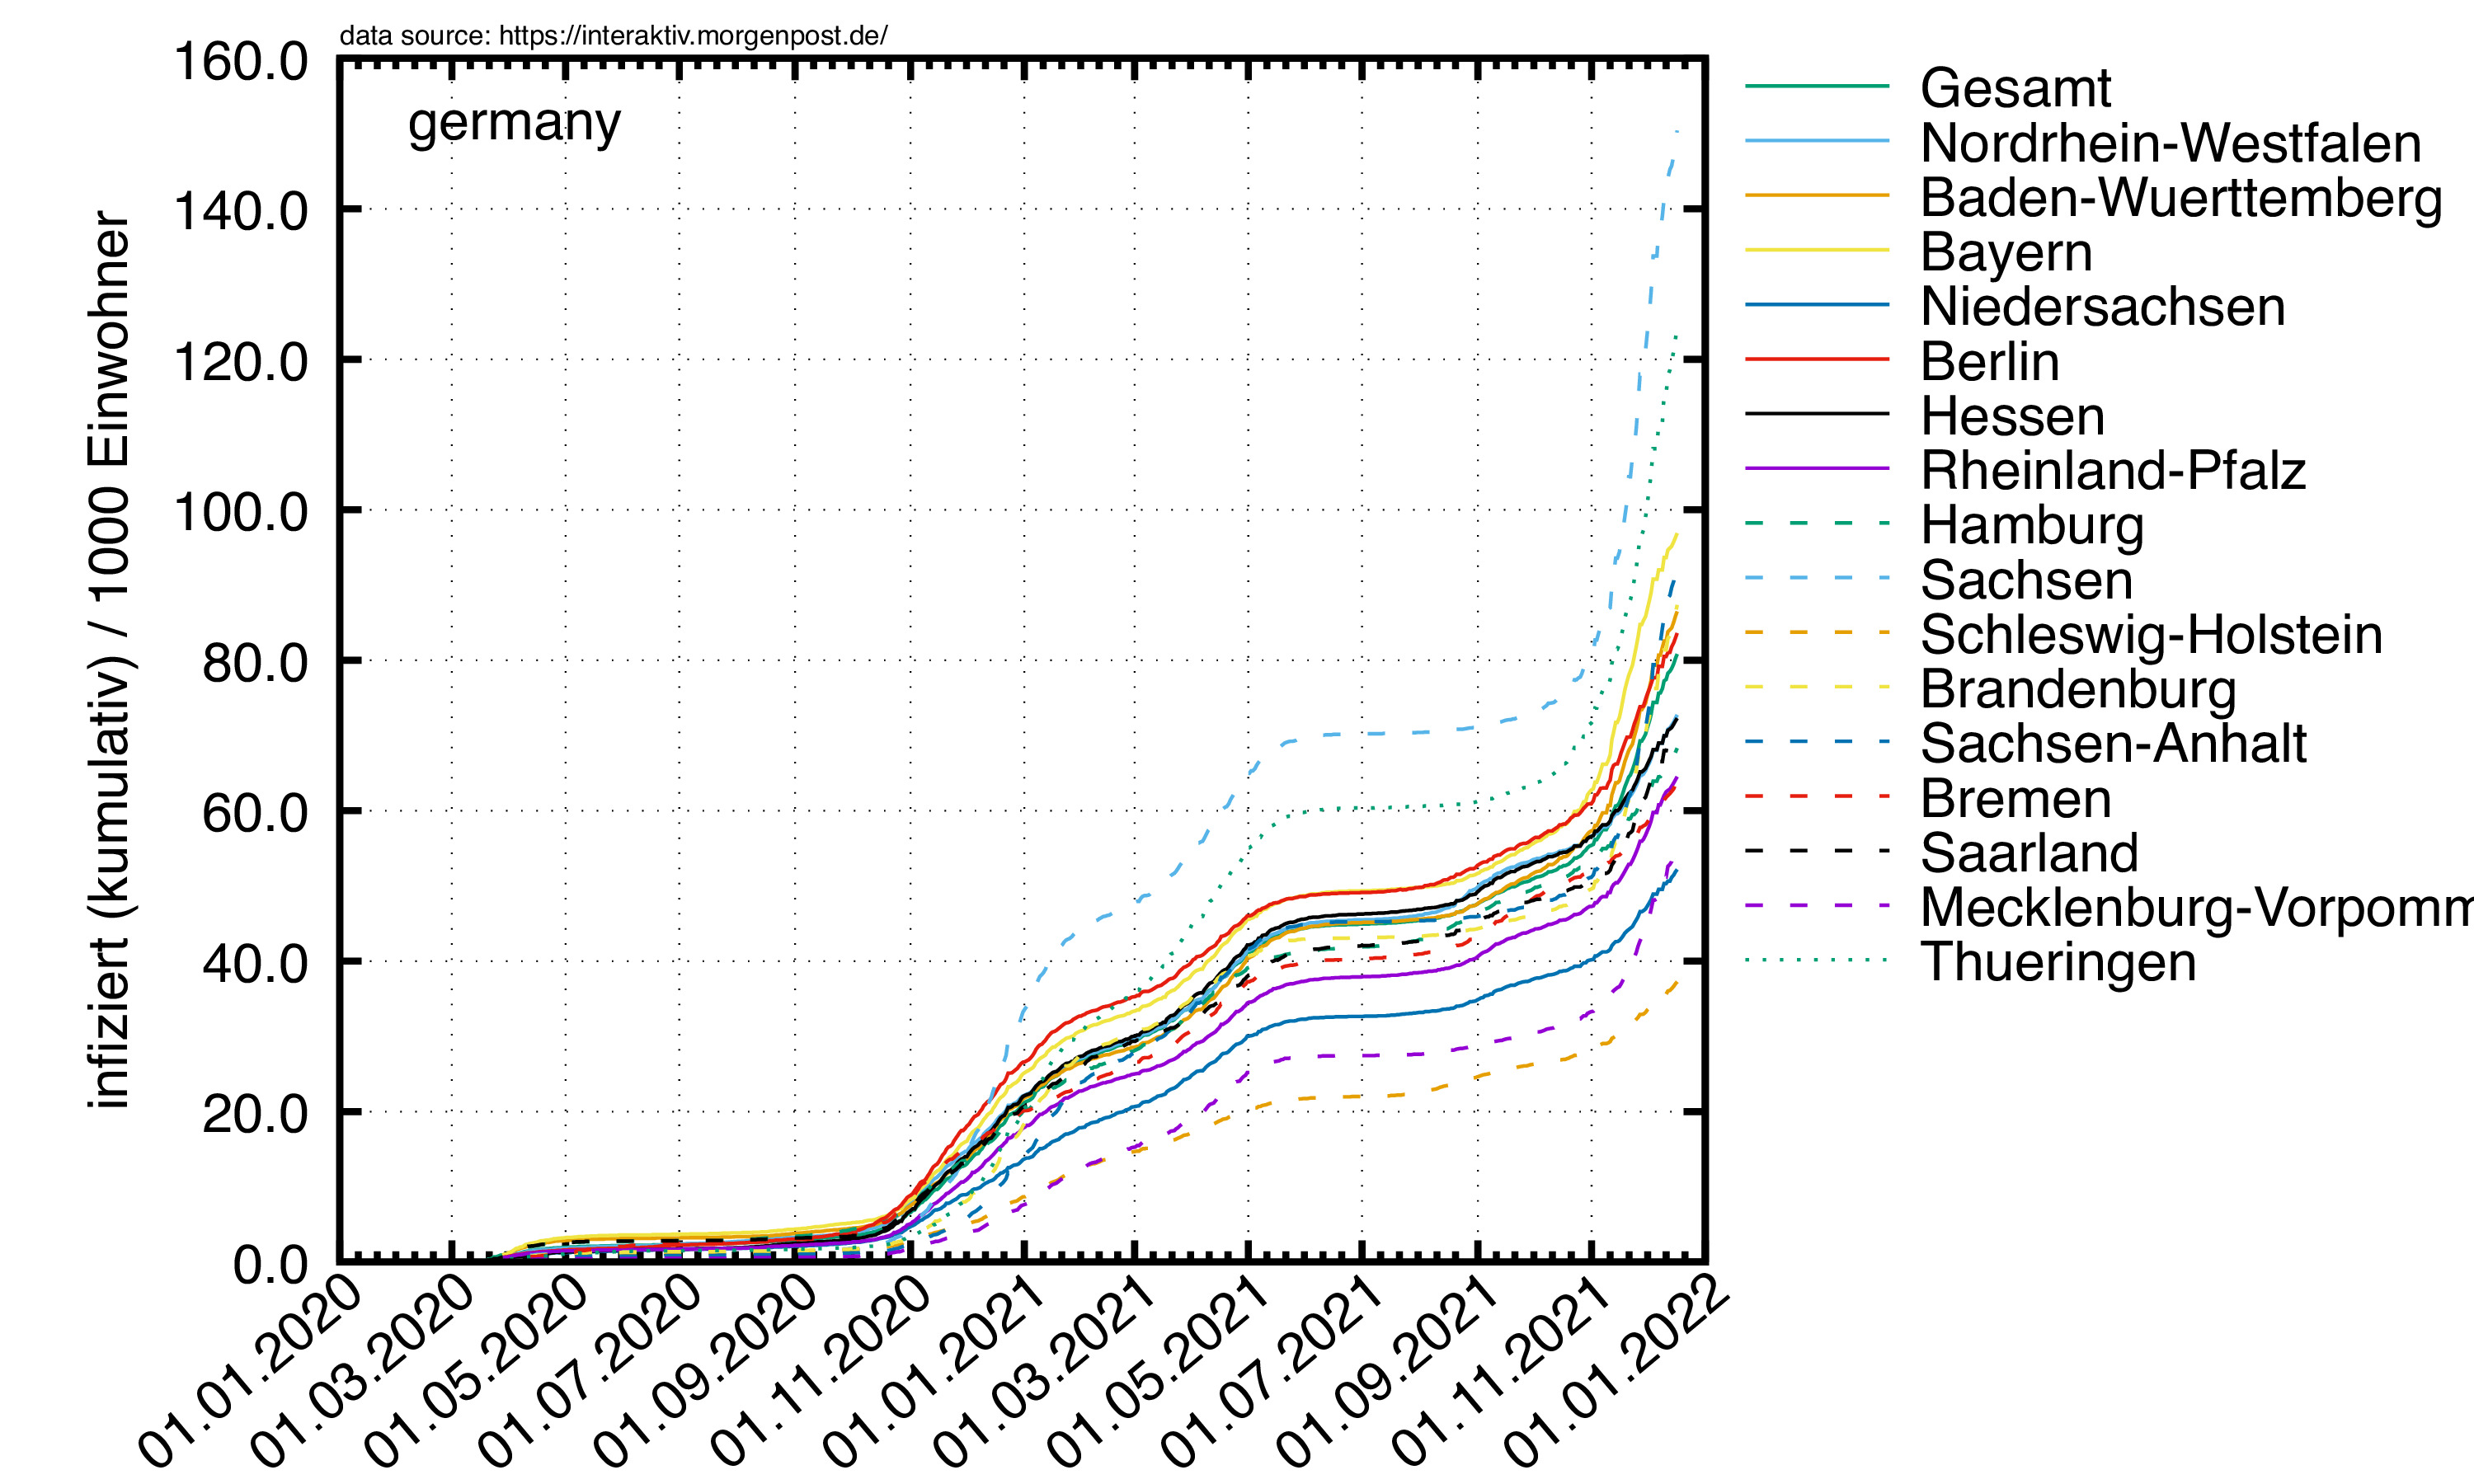 data source: https://interaktiv.morgenpost.de/
germany
infiziert (kumulativ) / 1000 Einwohner
160.0
140.0
120.0
100.0
80.0
60.0
40.0
20.0
0.0
01.01.2020
01.03.2020
01.05.2020
01.07.2020
01.09.2020
01.11.2020
01.01.2021
01.03.2021
01.05.2021
01.07.2021
01.09.2021
01.11.2021
01.01.2022
Gesamt
Nordrhein-Westfalen
Baden-Wuerttemberg
Bayern
Niedersachsen
Berlin
Hessen
Rheinland-Pfalz
Hamburg
Sachsen
Schleswig-Holstein
Brandenburg
Sachsen-Anhalt
Bremen
Saarland
Mecklenburg-Vorpomm
Thueringen